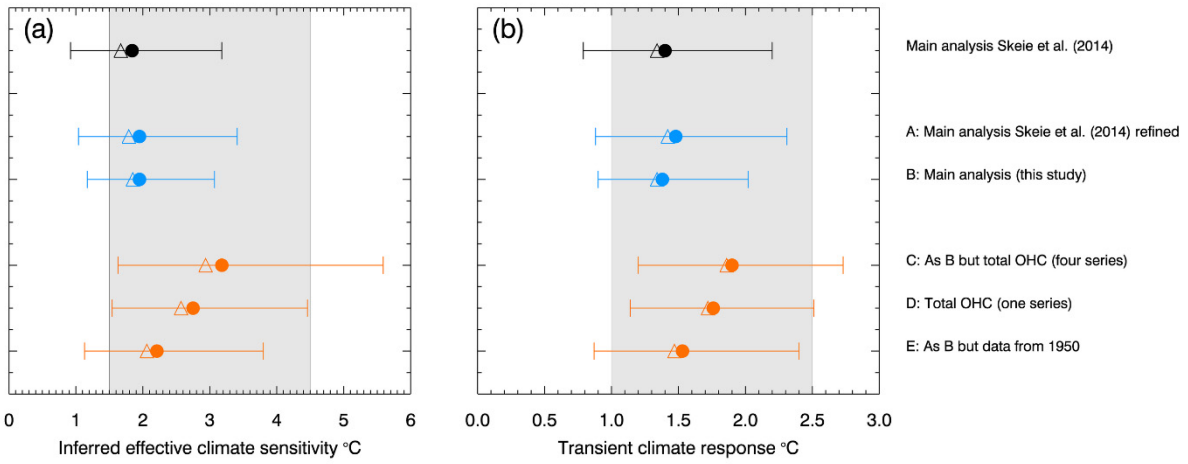 (a)
(b)
Main analysis Skeie et al. (2014)
A: Main analysis Skeie et al. (2014) refined
B: Main analysis (this study)
C: As B but total OHC (four series)
D: Total OHC (one series)
E: As B but data from 1950
0 1 2 3 4 5 6
Inferred effective climate sensitivity °C
0.0 0.5 1.0 1.5 2.0 2.5 3.0
Transient climate response °C